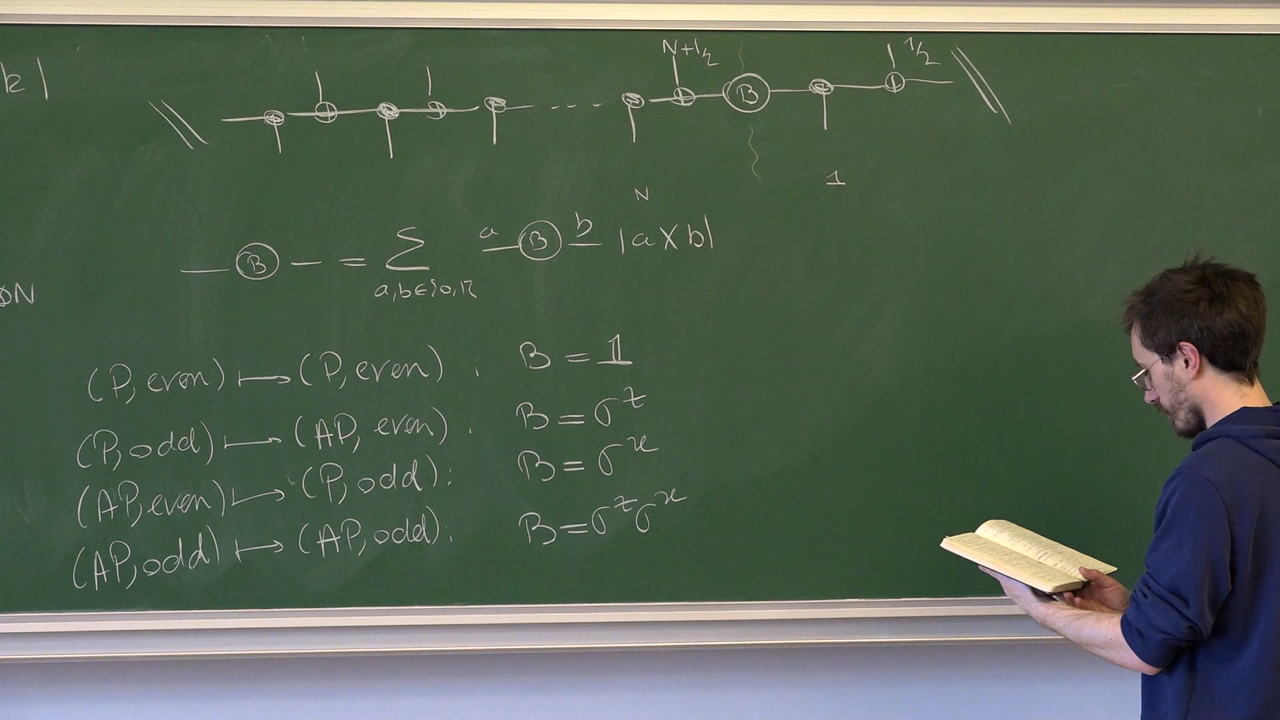 k|
N+1/2
B
1/2
1
N
—B— = Σ a B b |a X b|
a,b∈{0,1}
ØN
(P, even) ⟼ (P, even) : B = 𝟙
(P, odd) ⟼ (AP, even) : B = σ^z
(AP, even) ⟼ (P, odd) : B = σ^x
(AP, odd) ⟼ (AP, odd) : B = σ^z σ^x